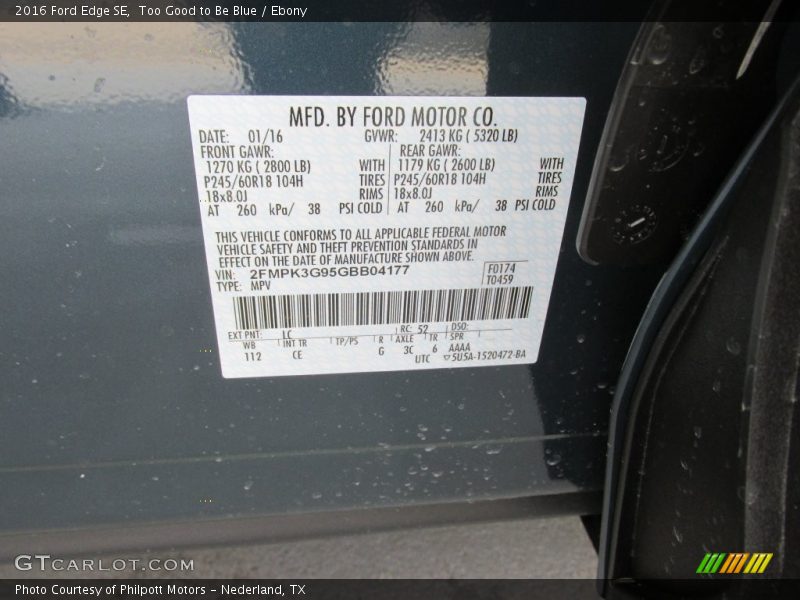 2016 Ford Edge SE,  Too Good to Be Blue / Ebony
MFD. BY FORD MOTOR CO.
DATE: 01/16 GVWR: 2413 KG ( 5320 LB)
FRONT GAWR: REAR GAWR:
1270 KG ( 2800 LB) WITH 1179 KG ( 2600 LB) WITH
P245/60R18 104H TIRES P245/60R18 104H TIRES
18x8.0J RIMS 18x8.0J RIMS
AT 260 kPa/ 38 PSI COLD AT 260 kPa/ 38 PSI COLD
THIS VEHICLE CONFORMS TO ALL APPLICABLE FEDERAL MOTOR
VEHICLE SAFETY AND THEFT PREVENTION STANDARDS IN
EFFECT ON THE DATE OF MANUFACTURE SHOWN ABOVE.
VIN: 2FMPK3G95GBB04177 F0174
TYPE: MPV T0459
EXT PNT: LC RC: 52 DSO:
WB INT TR TP/PS R AXLE TR SPR
112 CE G 3C 6 AAAA
UTC 5U5A-1520472-BA
GTCARLOT.COM
Photo Courtesy of Philpott Motors – Nederland, TX